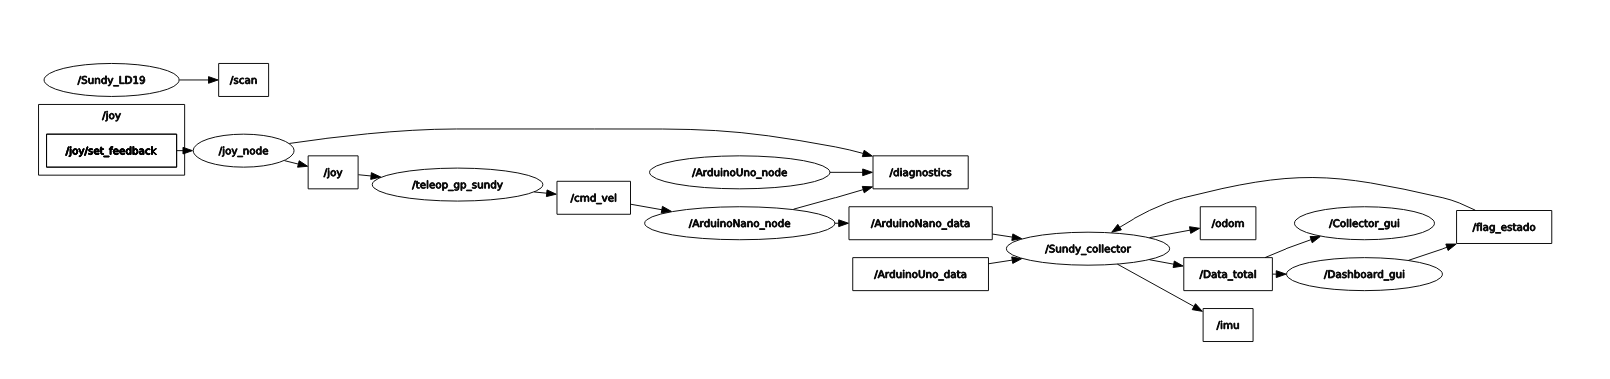 /Sundy_LD19
/scan
/joy
/joy/set_feedback
/joy_node
/joy
/teleop_gp_sundy
/cmd_vel
/ArduinoUno_node
/ArduinoNano_node
/diagnostics
/ArduinoNano_data
/ArduinoUno_data
/Sundy_collector
/odom
/Data_total
/imu
/Collector_gui
/Dashboard_gui
/flag_estado